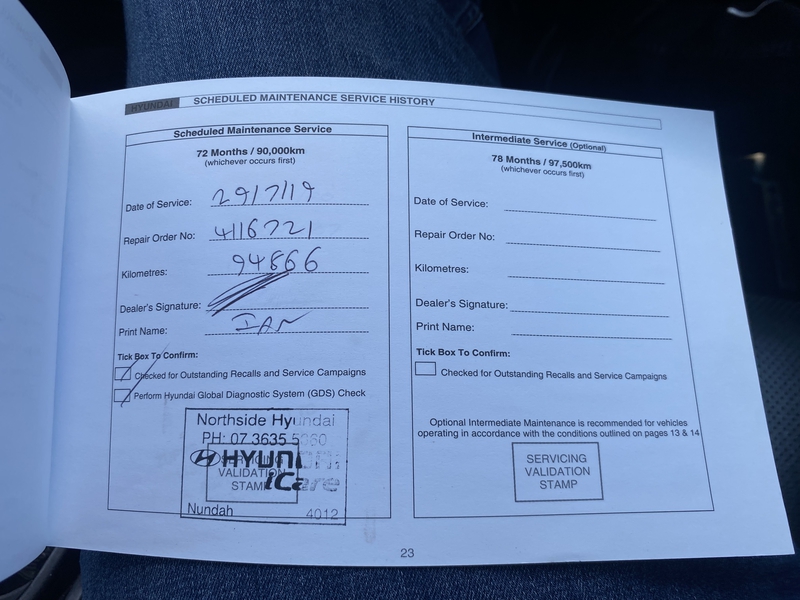 HYUNDAI SCHEDULED MAINTENANCE SERVICE HISTORY
Scheduled Maintenance Service
72 Months / 90,000km
(whichever occurs first)
Date of Service: 29/7/19
Repair Order No: 4116721
Kilometres: 94866
Dealer's Signature:
Print Name: IAN
Tick Box To Confirm:
Checked for Outstanding Recalls and Service Campaigns
Perform Hyundai Global Diagnostic System (GDS) Check
Northside Hyundai
PH: 07 3635 5060
HYUNDAI
iCare
SERVICING
VALIDATION
STAMP
Nundah 4012
Intermediate Service (Optional)
78 Months / 97,500km
(whichever occurs first)
Date of Service:
Repair Order No:
Kilometres:
Dealer's Signature:
Print Name:
Tick Box To Confirm:
Checked for Outstanding Recalls and Service Campaigns
Optional Intermediate Maintenance is recommended for vehicles
operating in accordance with the conditions outlined on pages 13 & 14
SERVICING
VALIDATION
STAMP
23